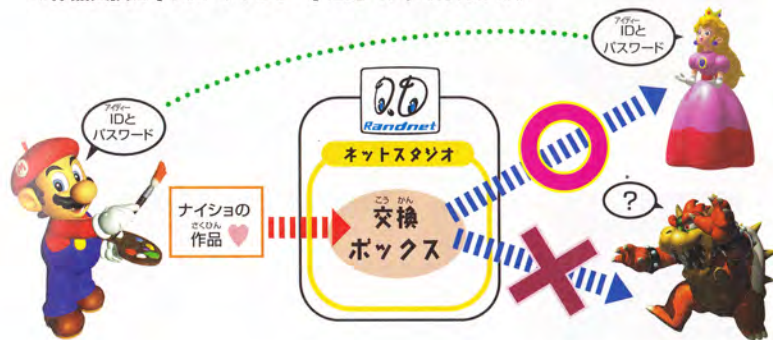 アイディー
IDと
パスワード
アイディー
IDと
パスワード
Randnet
ネットスタジオ
ナイショの
さくひん
作品
こうかん
交換
ボックス
?